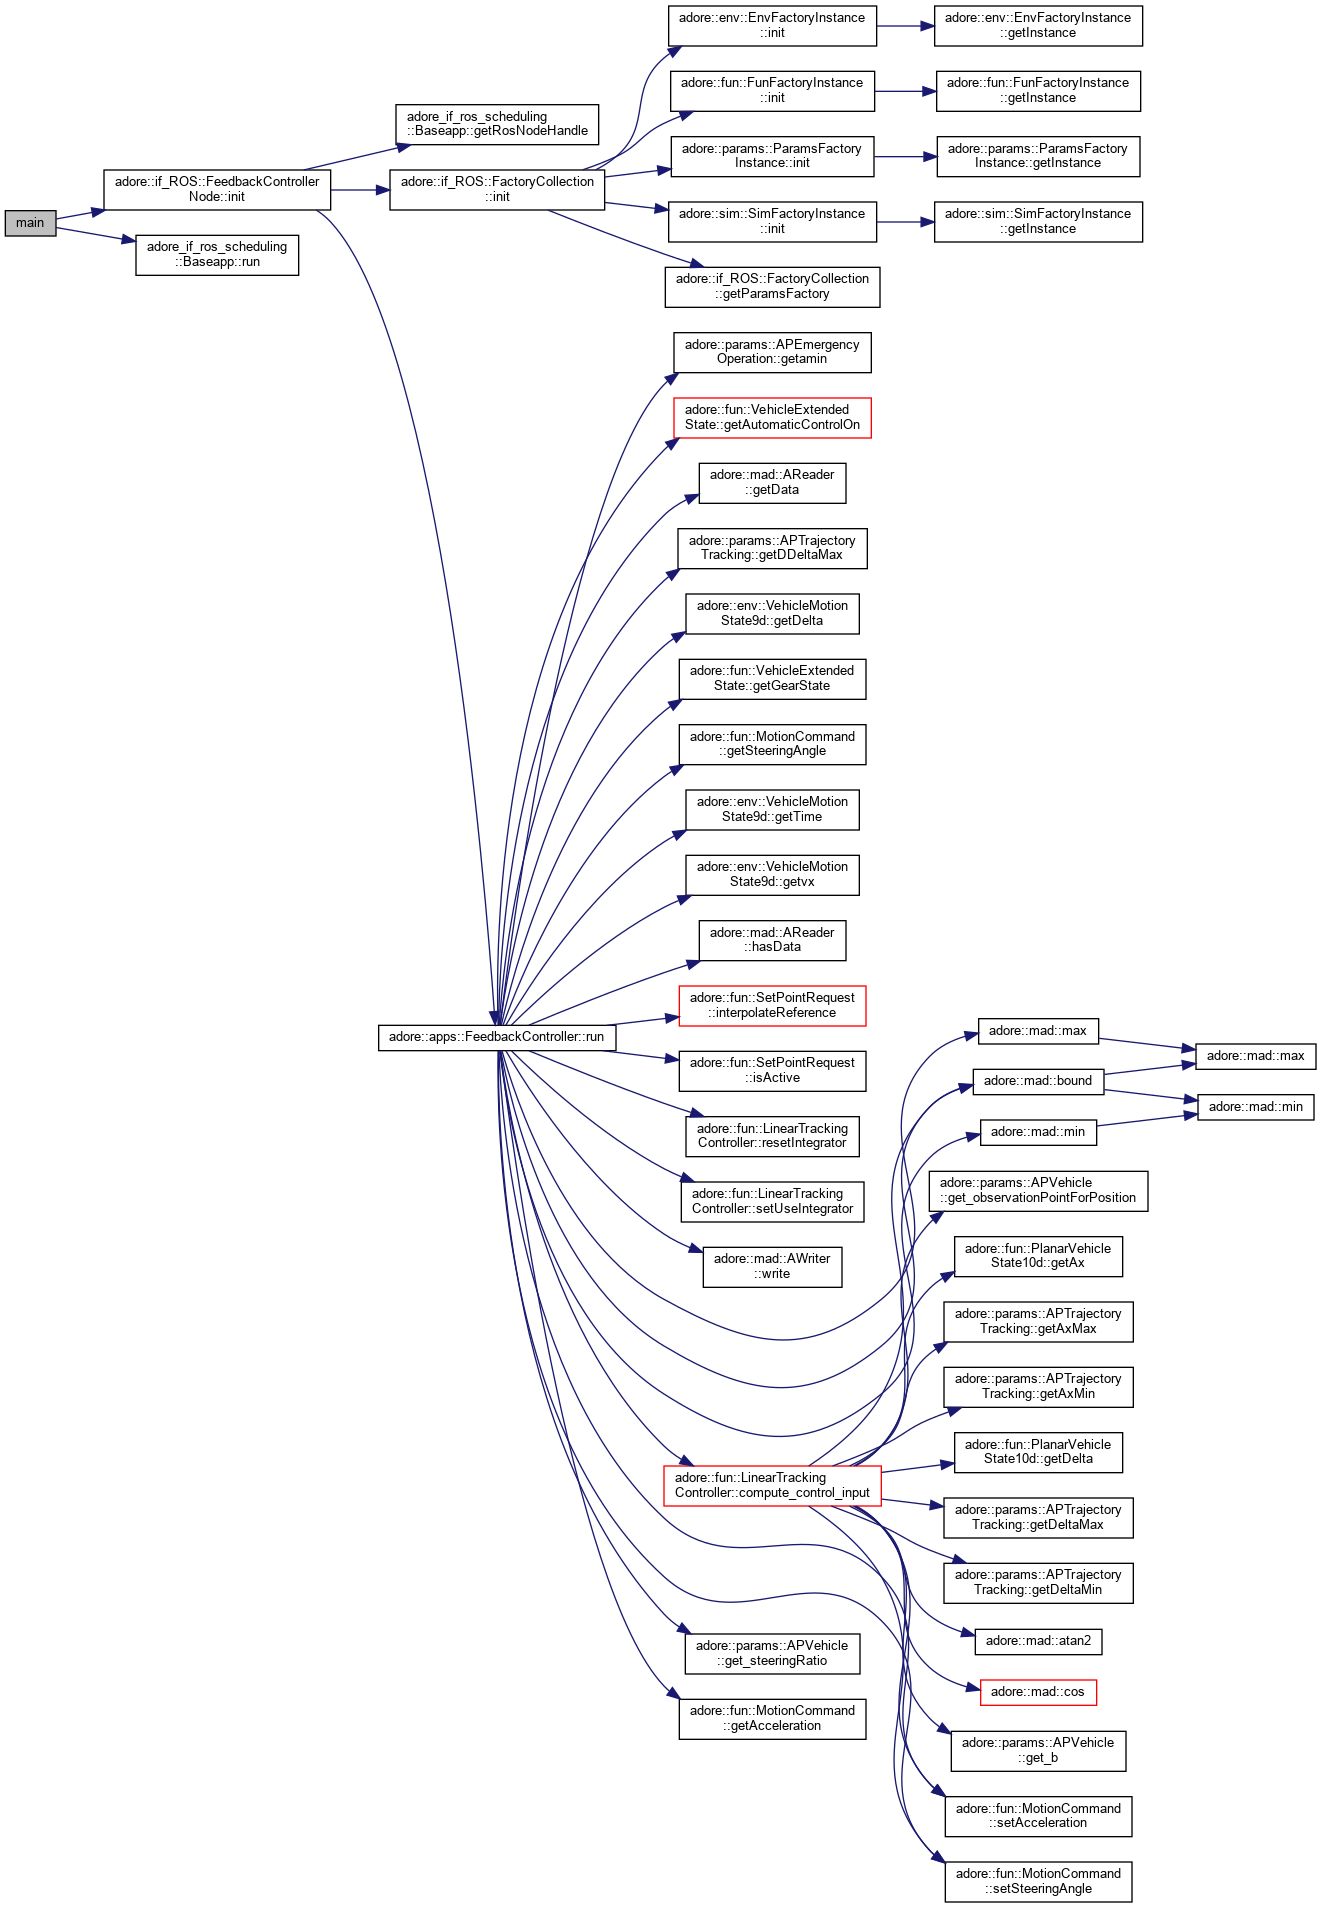 main
adore::if_ROS::FeedbackController
Node::init
adore_if_ros_scheduling
::Baseapp::run
adore_if_ros_scheduling
::Baseapp::getRosNodeHandle
adore::if_ROS::FactoryCollection
::init
adore::apps::FeedbackController::run
adore::env::EnvFactoryInstance
::init
adore::fun::FunFactoryInstance
::init
adore::params::ParamsFactory
Instance::init
adore::sim::SimFactoryInstance
::init
adore::if_ROS::FactoryCollection
::getParamsFactory
adore::env::EnvFactoryInstance
::getInstance
adore::fun::FunFactoryInstance
::getInstance
adore::params::ParamsFactory
Instance::getInstance
adore::sim::SimFactoryInstance
::getInstance
adore::params::APEmergency
Operation::getamin
adore::fun::VehicleExtended
State::getAutomaticControlOn
adore::mad::AReader
::getData
adore::params::APTrajectory
Tracking::getDDeltaMax
adore::env::VehicleMotion
State9d::getDelta
adore::fun::VehicleExtended
State::getGearState
adore::fun::MotionCommand
::getSteeringAngle
adore::env::VehicleMotion
State9d::getTime
adore::env::VehicleMotion
State9d::getvx
adore::mad::AReader
::hasData
adore::fun::SetPointRequest
::interpolateReference
adore::fun::SetPointRequest
::isActive
adore::fun::LinearTracking
Controller::resetIntegrator
adore::fun::LinearTracking
Controller::setUseIntegrator
adore::mad::AWriter
::write
adore::fun::LinearTracking
Controller::compute_control_input
adore::params::APVehicle
::get_steeringRatio
adore::fun::MotionCommand
::getAcceleration
adore::mad::max
adore::mad::bound
adore::mad::min
adore::params::APVehicle
::get_observationPointForPosition
adore::fun::PlanarVehicle
State10d::getAx
adore::params::APTrajectory
Tracking::getAxMax
adore::params::APTrajectory
Tracking::getAxMin
adore::fun::PlanarVehicle
State10d::getDelta
adore::params::APTrajectory
Tracking::getDeltaMax
adore::params::APTrajectory
Tracking::getDeltaMin
adore::mad::atan2
adore::mad::cos
adore::params::APVehicle
::get_b
adore::fun::MotionCommand
::setAcceleration
adore::fun::MotionCommand
::setSteeringAngle
adore::mad::max
adore::mad::min